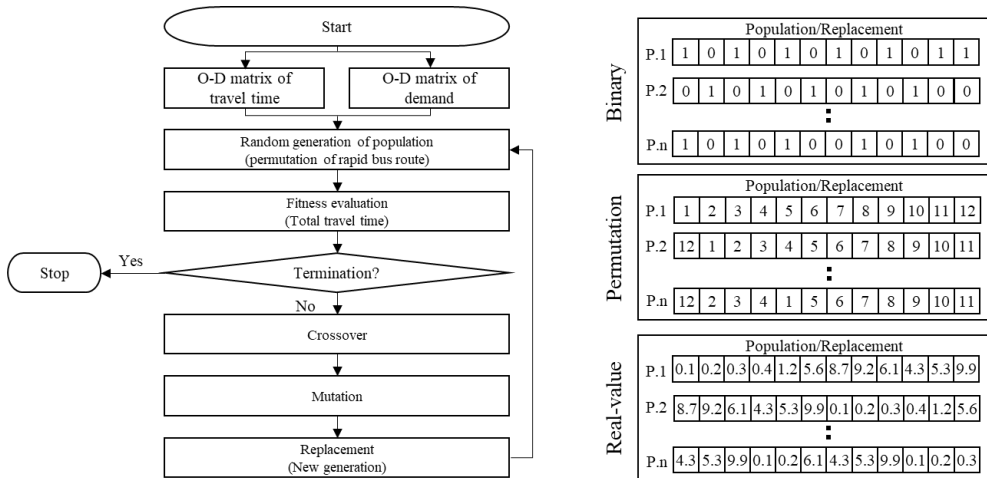 Start
O-D matrix of
travel time
O-D matrix of
demand
Random generation of population
(permutation of rapid bus route)
Fitness evaluation
(Total travel time)
Termination?
Yes
Stop
No
Crossover
Mutation
Replacement
(New generation)
Binary
Population/Replacement
P.1 1 0 1 0 1 0 1 0 1 0 1 1
P.2 0 1 0 1 0 1 0 1 0 1 0 0
:
P.n 1 0 1 0 1 0 0 1 0 1 0 0
Permutation
Population/Replacement
P.1 1 2 3 4 5 6 7 8 9 10 11 12
P.2 12 1 2 3 4 5 6 7 8 9 10 11
:
P.n 12 2 3 4 1 5 6 7 8 9 10 11
Real-value
Population/Replacement
P.1 0.1 0.2 0.3 0.4 1.2 5.6 8.7 9.2 6.1 4.3 5.3 9.9
P.2 8.7 9.2 6.1 4.3 5.3 9.9 0.1 0.2 0.3 0.4 1.2 5.6
:
P.n 4.3 5.3 9.9 0.1 0.2 6.1 4.3 5.3 9.9 0.1 0.2 0.3